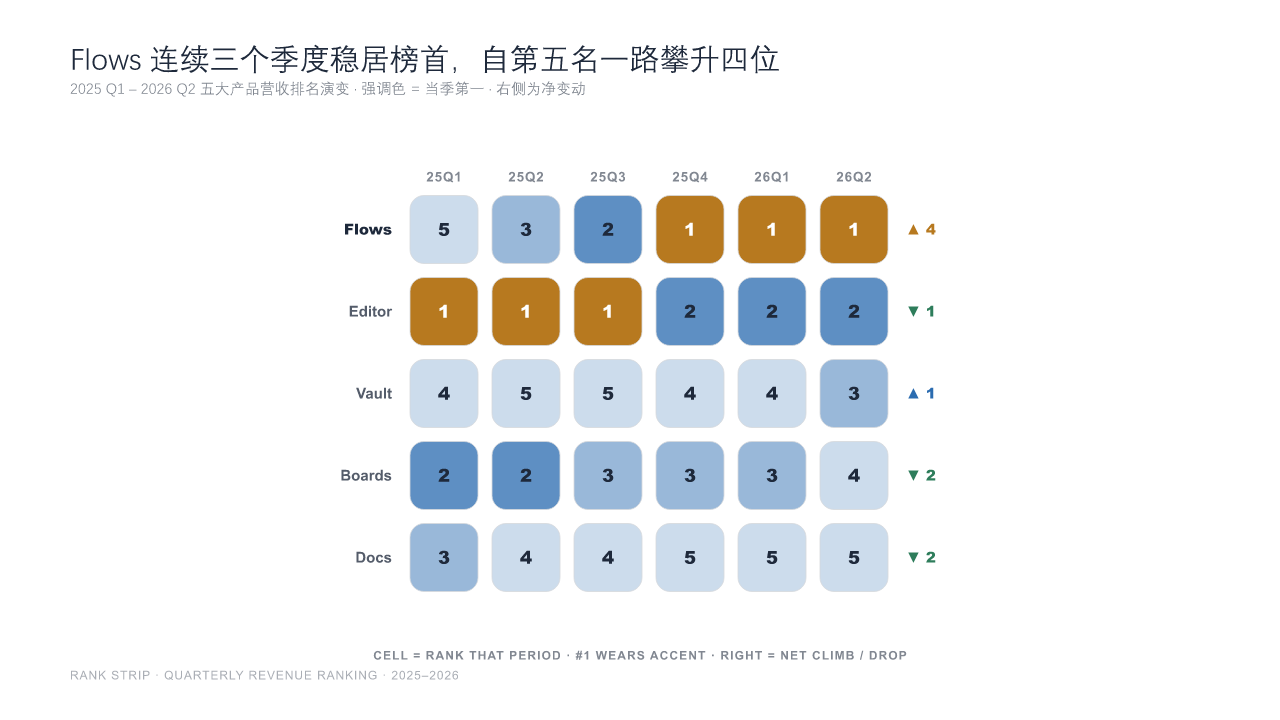 Flows 连续三个季度稳居榜首，自第五名一路攀升四位
2025 Q1 – 2026 Q2 五大产品营收排名演变 · 强调色 = 当季第一 · 右侧为净变动
25Q1 25Q2 25Q3 25Q4 26Q1 26Q2
Flows 5 3 2 1 1 1 ▲ 4
Editor 1 1 1 2 2 2 ▼ 1
Vault 4 5 5 4 4 3 ▲ 1
Boards 2 2 3 3 3 4 ▼ 2
Docs 3 4 4 5 5 5 ▼ 2
CELL = RANK THAT PERIOD · #1 WEARS ACCENT · RIGHT = NET CLIMB / DROP
RANK STRIP · QUARTERLY REVENUE RANKING · 2025–2026